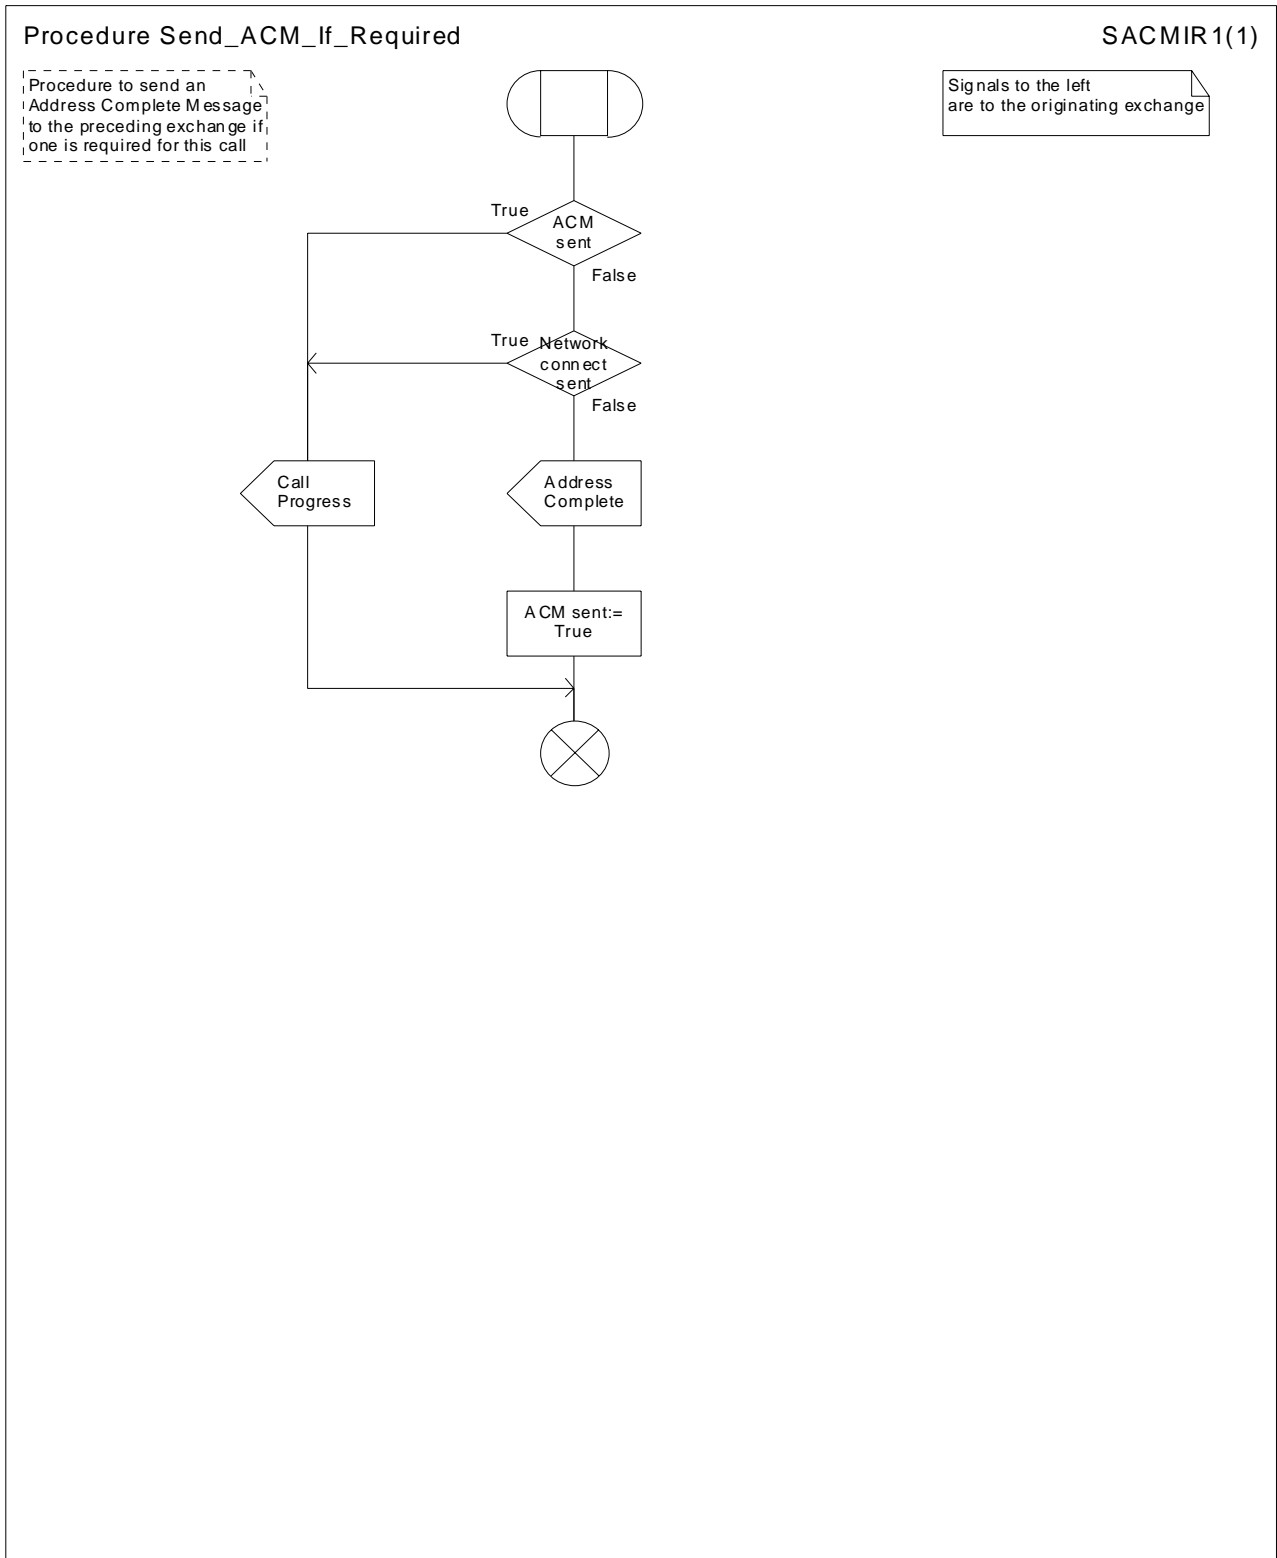 Procedure Send_ACM_If_Required
SACMIR1(1)
Procedure to send an
Address Complete Message
to the preceding exchange if
one is required for this call
Signals to the left
are to the originating exchange
True
ACM
sent
False
True
Network
connect
sent
False
Call
Progress
Address
Complete
ACM sent:=
True